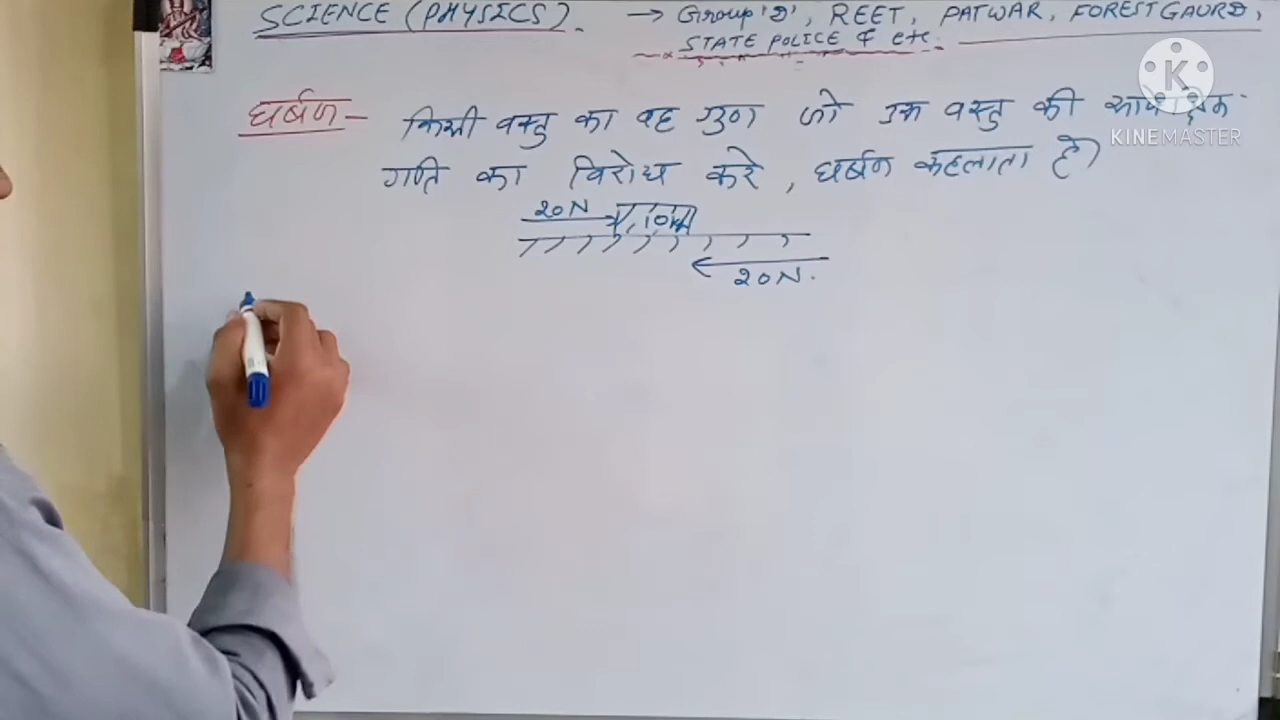 SCIENCE (PHYSICS). → Group 'D', REET, PATWAR, FOREST GAURD,
STATE POLICE & etc.
घर्षण - किसी वस्तु का वह गुण जो उस वस्तु की
गति का विरोध करे, घर्षण कहलाता है।
20N 10kg
20N.
K
KINEMASTER